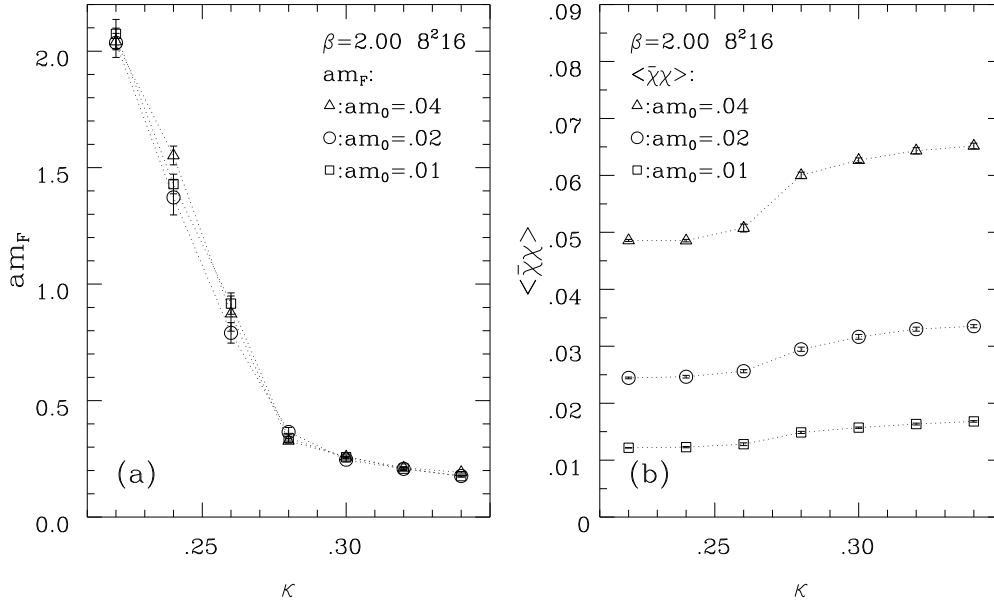 2.0
1.5
1.0
0.5
0.0
am_F
β=2.00 8²16
am_F:
△:am₀=.04
○:am₀=.02
□:am₀=.01
(a)
.25 .30
κ
.09
.08
.07
.06
.05
.04
.03
.02
.01
0
<χ̄χ>
β=2.00 8²16
<χ̄χ>:
△:am₀=.04
○:am₀=.02
□:am₀=.01
(b)
.25 .30
κ